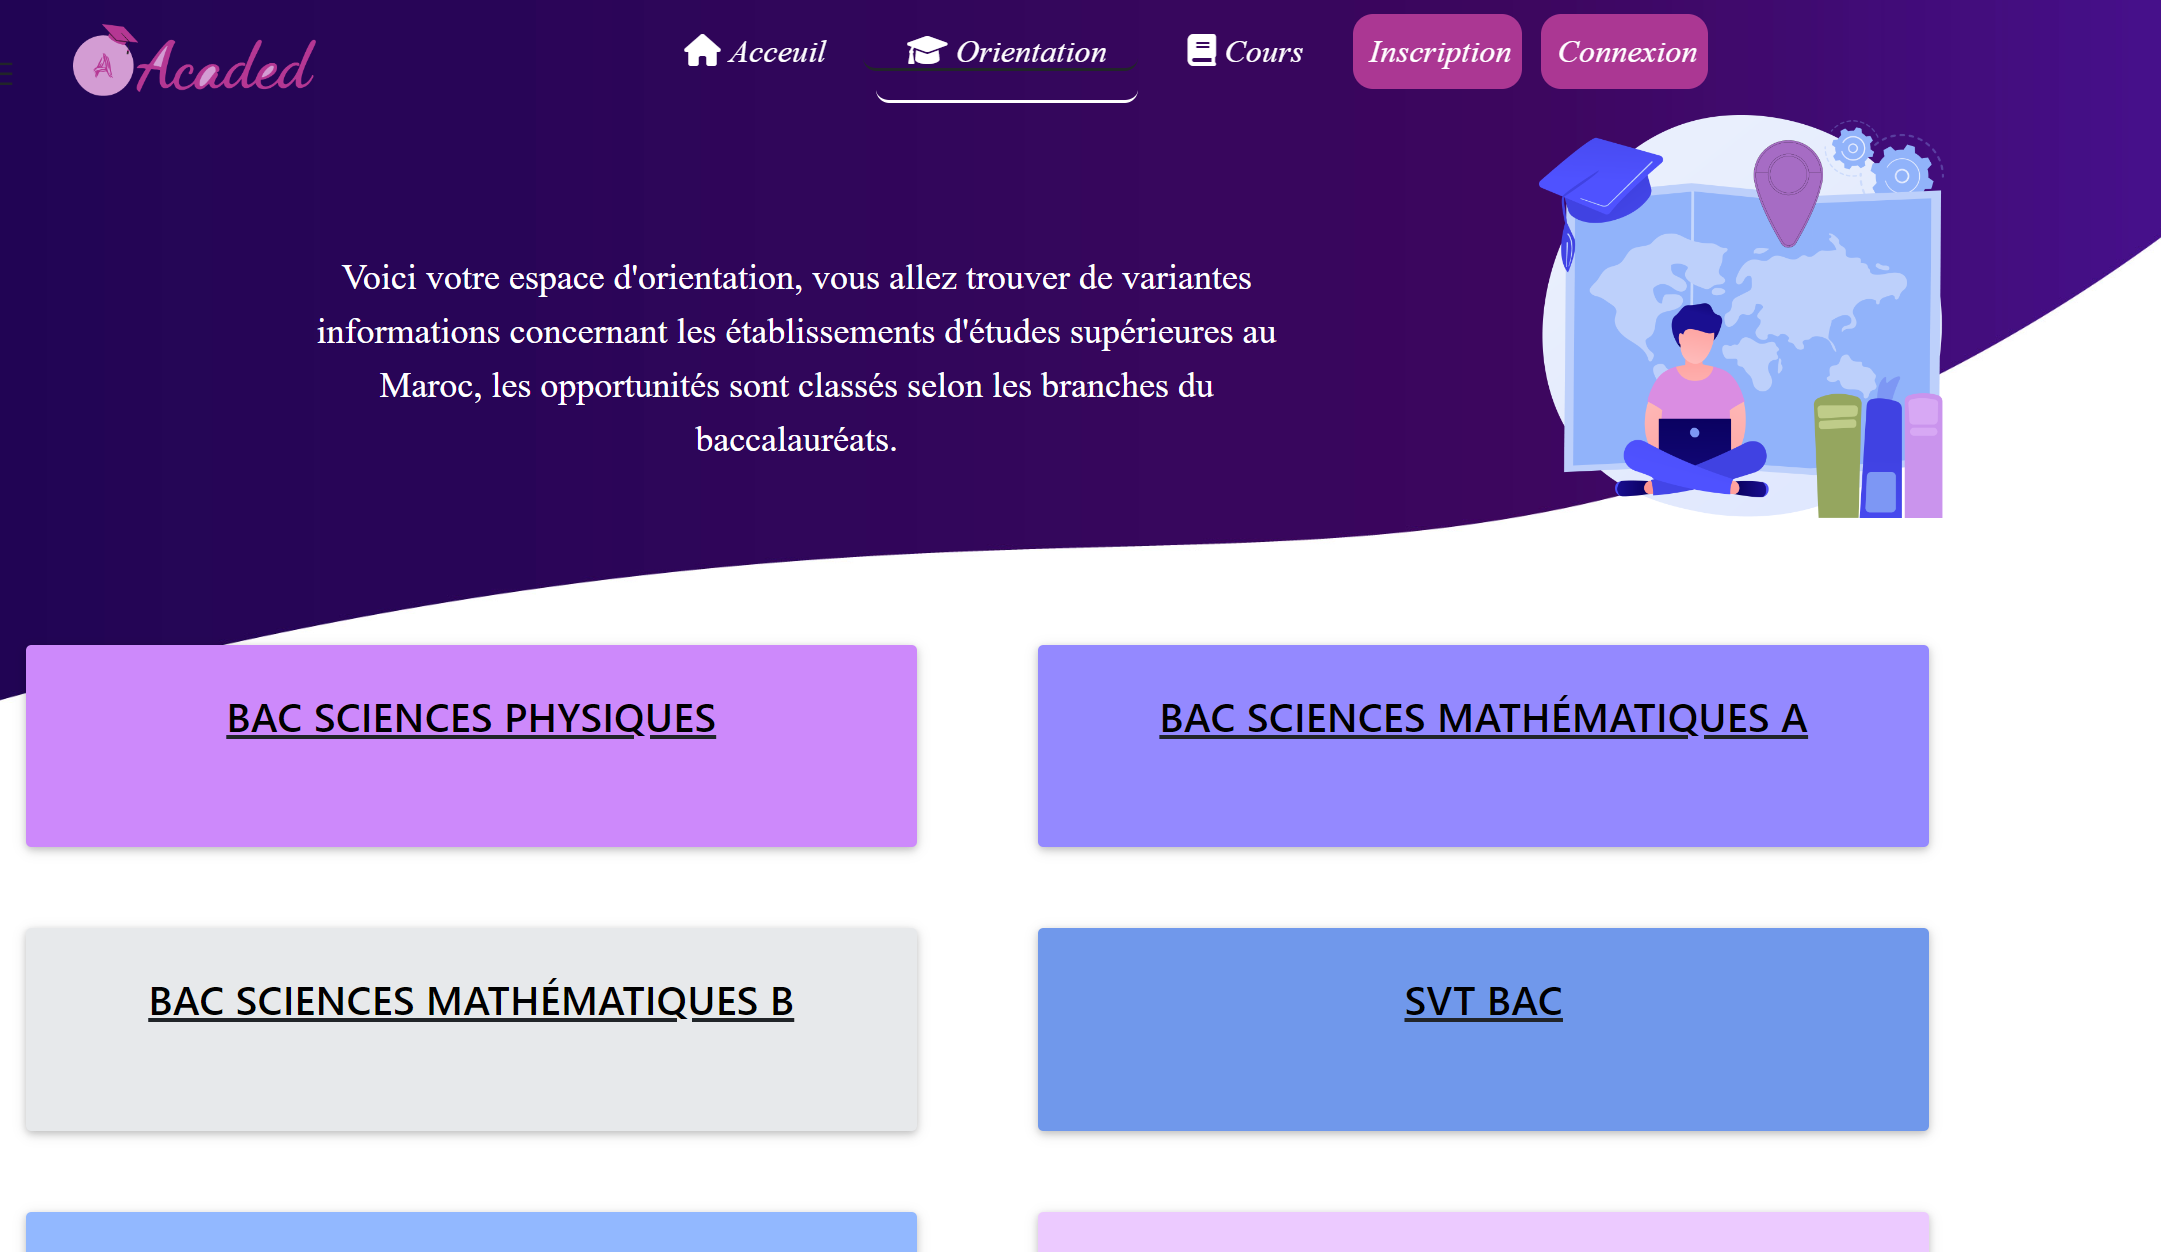 Acaded
Acceuil
Orientation
Cours
Inscription
Connexion
Voici votre espace d'orientation, vous allez trouver de variantes
informations concernant les établissements d'études supérieures au
Maroc, les opportunités sont classés selon les branches du
baccalauréats.
BAC SCIENCES PHYSIQUES
BAC SCIENCES MATHÉMATIQUES A
BAC SCIENCES MATHÉMATIQUES B
SVT BAC